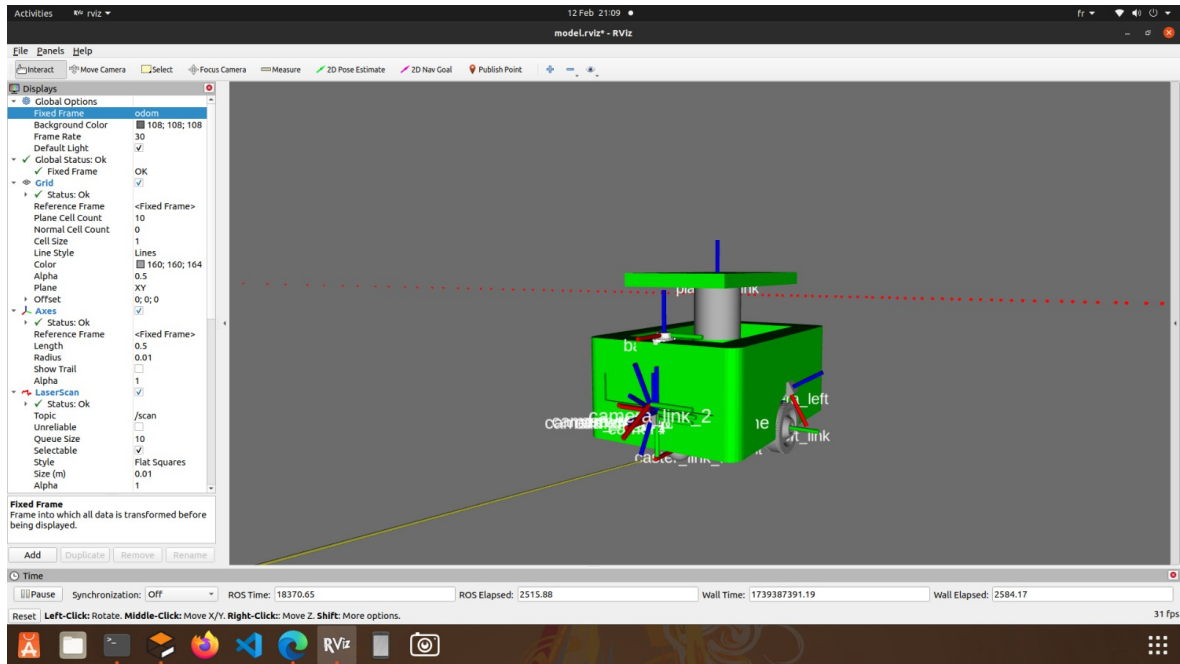 Activities rviz 12 Feb 21:09 fr
model.rviz* - RViz
File Panels Help
Interact Move Camera Select Focus Camera Measure 2D Pose Estimate 2D Nav Goal Publish Point
Displays
Global Options
Fixed Frame odom
Background Color 108; 108; 108
Frame Rate 30
Default Light
Global Status: Ok
Fixed Frame OK
Grid
Status: Ok
Reference Frame <Fixed Frame>
Plane Cell Count 10
Normal Cell Count 0
Cell Size 1
Line Style Lines
Color 160; 160; 164
Alpha 0.5
Plane XY
Offset 0; 0; 0
Axes
Status: Ok
Reference Frame <Fixed Frame>
Length 0.5
Radius 0.01
Show Trail
Alpha 1
LaserScan
Status: Ok
Topic /scan
Unreliable
Queue Size 10
Selectable
Style Flat Squares
Size (m) 0.01
Alpha 1
camera_link_2
Fixed Frame
Frame into which all data is transformed before
being displayed.
Add Duplicate Remove Rename
Time
Pause Synchronization: Off ROS Time: 18370.65 ROS Elapsed: 2515.88 Wall Time: 1739387391.19 Wall Elapsed: 2584.17
Reset Left-Click: Rotate. Middle-Click: Move X/Y. Right-Click:: Move Z. Shift: More options. 31 fps
RViz